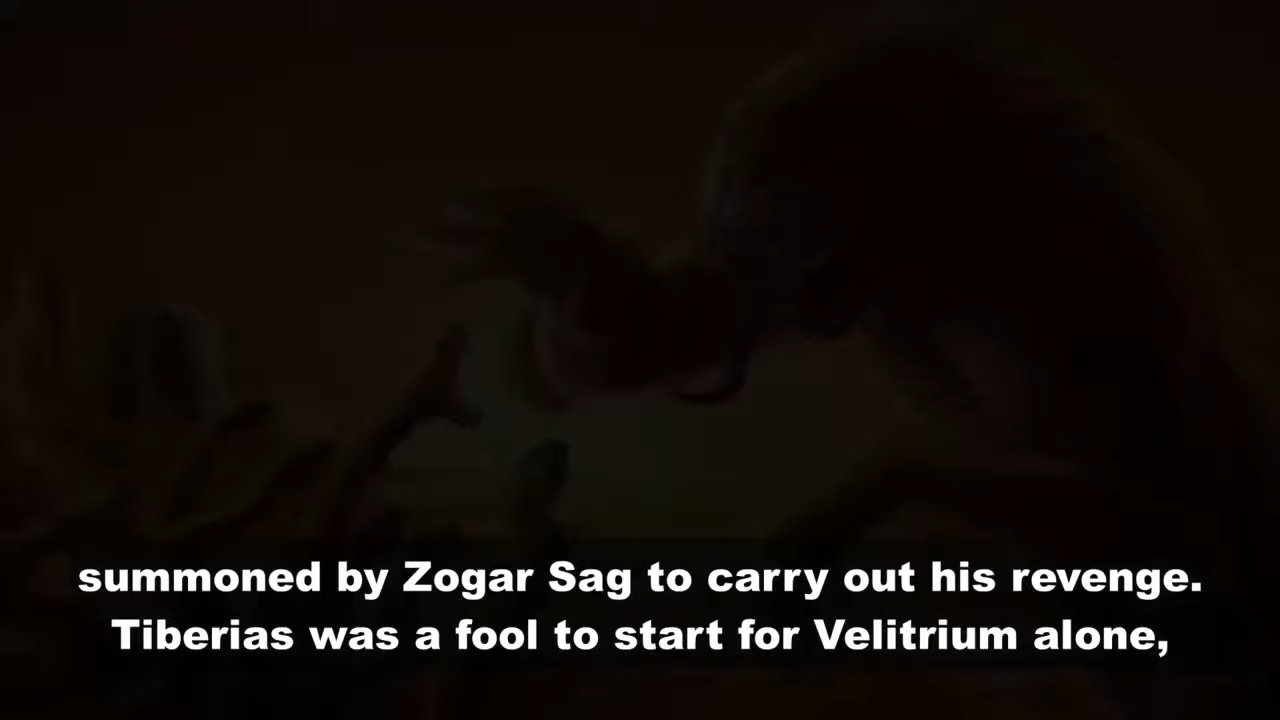 summoned by Zogar Sag to carry out his revenge.
Tiberias was a fool to start for Velitrium alone,